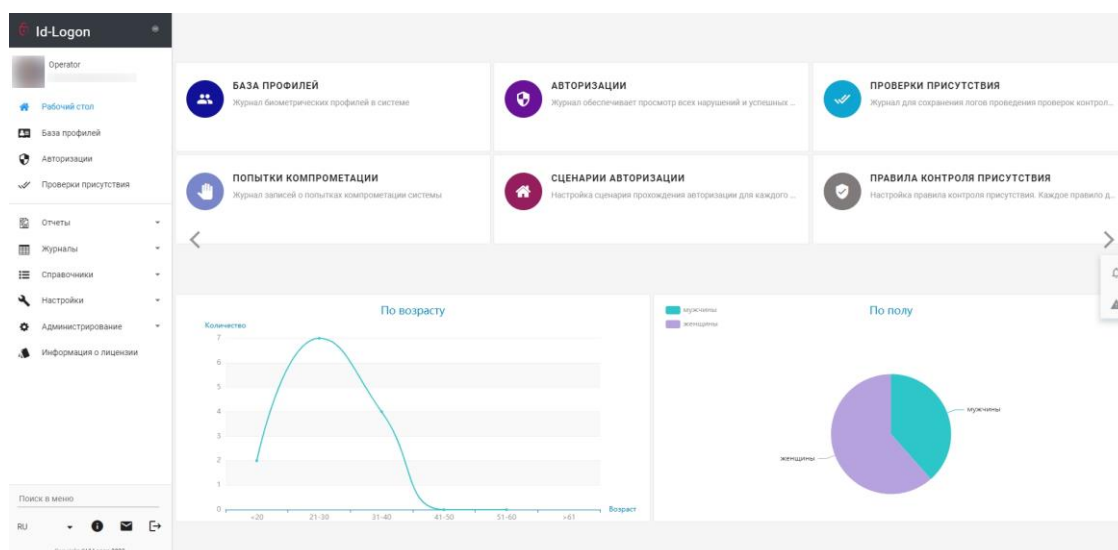 Id-Logon
Operator
Рабочий стол
База профилей
Авторизации
Проверки присутствия
Отчеты
Журналы
Справочники
Настройки
Администрирование
Информация о лицензии
Поиск в меню
RU
БАЗА ПРОФИЛЕЙ
Журнал биометрических профилей в системе
АВТОРИЗАЦИИ
Журнал обеспечивает просмотр всех нарушений и успешных ...
ПРОВЕРКИ ПРИСУТСТВИЯ
Журнал для сохранения логов проведения проверок контрол...
ПОПЫТКИ КОМПРОМЕТАЦИИ
Журнал записей о попытках компрометации системы
СЦЕНАРИИ АВТОРИЗАЦИИ
Настройка сценария прохождения авторизации для каждого ...
ПРАВИЛА КОНТРОЛЯ ПРИСУТСТВИЯ
Настройка правила контроля присутствия. Каждое правило д...
По возрасту
Количество
7
6
5
4
3
2
1
0
<20 21-30 31-40 41-50 51-60 >61
Возраст
мужчины
женщины
По полу
мужчины
женщины